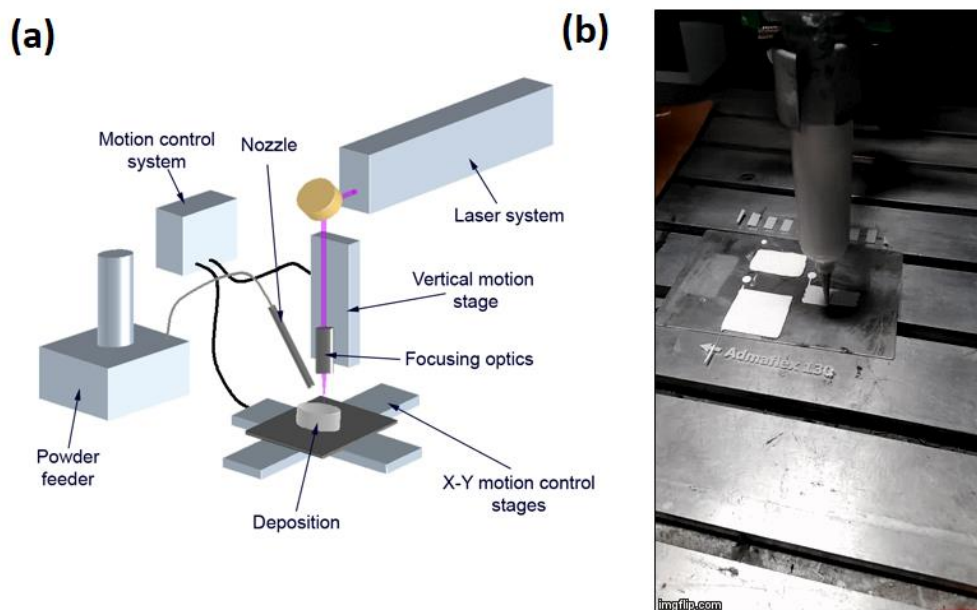 (a)
Motion control
system
Nozzle
Laser system
Vertical motion
stage
Focusing optics
Powder
feeder
X-Y motion control
stages
Deposition
(b)
Admaflex 130
imgflip.com